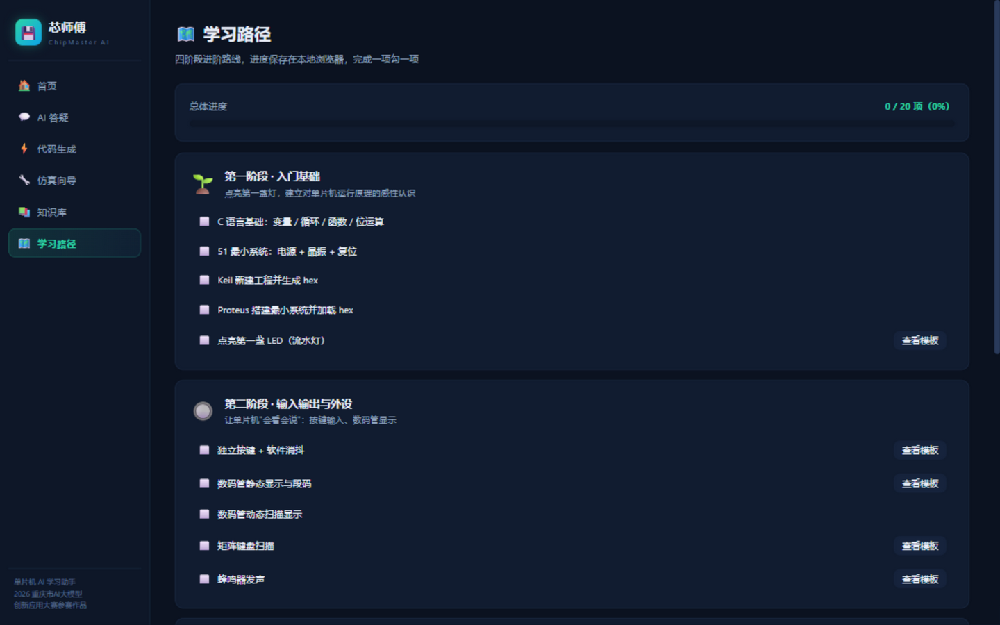 芯师傅
ChipMaster AI
首页
AI 答疑
代码生成
仿真向导
知识库
学习路径
单片机 AI 学习助手
2026 重庆市AI大模型
创新应用大赛参赛作品
学习路径
四阶段进阶路线，进度保存在本地浏览器，完成一项勾一项
总体进度
0 / 20 项（0%）
第一阶段 · 入门基础
点亮第一盏灯，建立对单片机运行原理的感性认识
C 语言基础：变量 / 循环 / 函数 / 位运算
51 最小系统：电源 + 晶振 + 复位
Keil 新建工程并生成 hex
Proteus 搭建最小系统并加载 hex
点亮第一盏 LED（流水灯）
查看模板
第二阶段 · 输入输出与外设
让单片机"会看会说"：按键输入、数码管显示
独立按键 + 软件消抖
查看模板
数码管静态显示与段码
查看模板
数码管动态扫描显示
矩阵键盘扫描
查看模板
蜂鸣器发声
查看模板